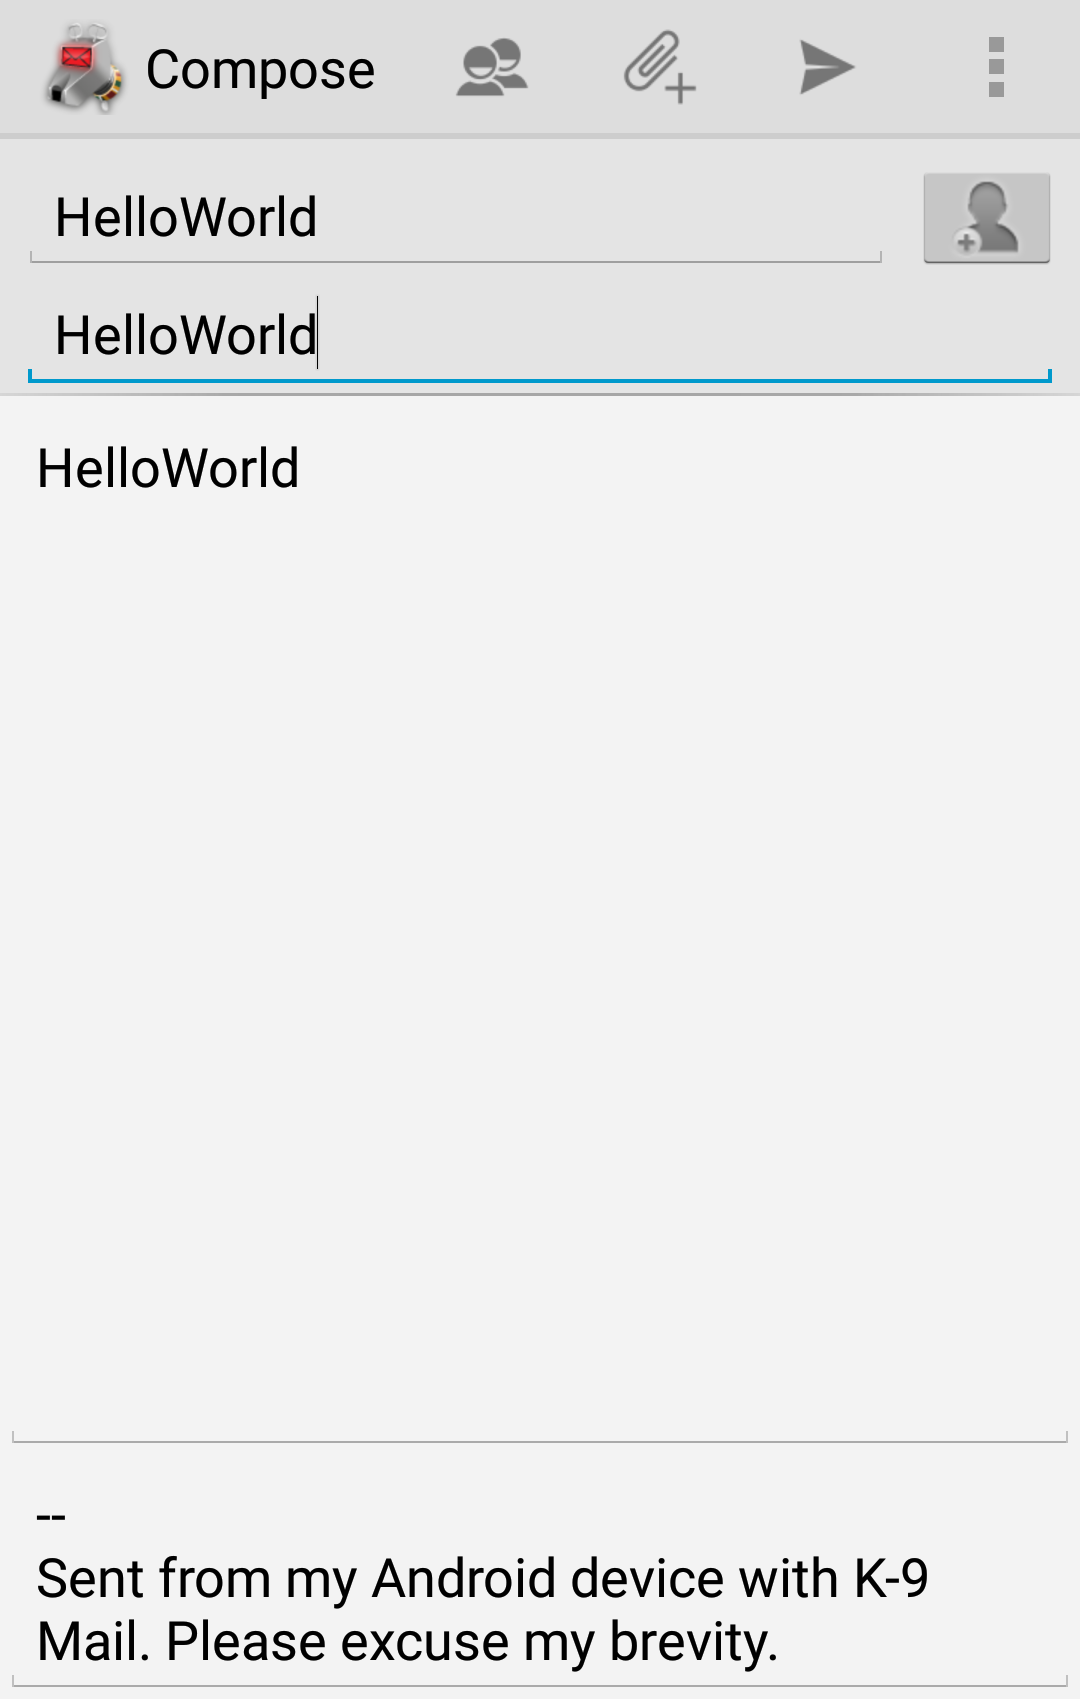 Compose
HelloWorld
HelloWorld
HelloWorld
--
Sent from my Android device with K-9
Mail. Please excuse my brevity.